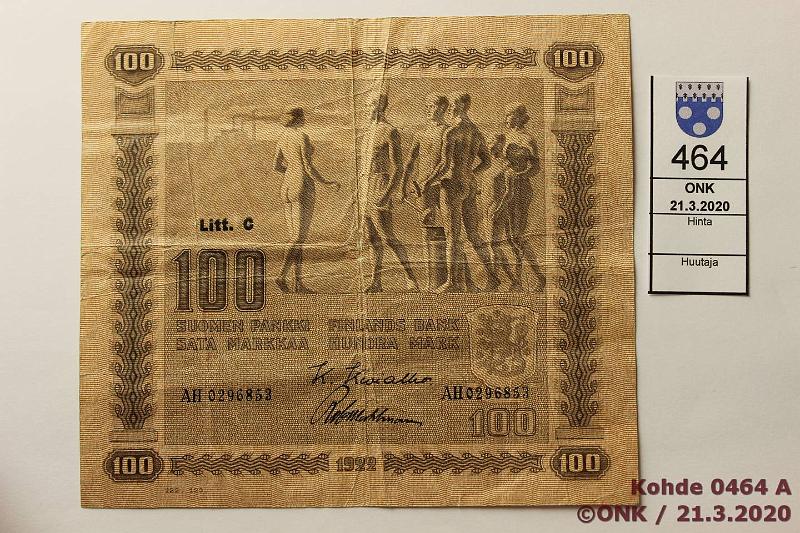 100 100
Litt. C
100
SUOMEN PANKKI FINLANDS BANK
SATA MARKKAA HUNDRA MARK
AH 0296853 AH 0296853
100
100 1922 100
464
ONK
21.3.2020
Hinta
Huutaja
Kohde 0464 A
©ONK / 21.3.2020